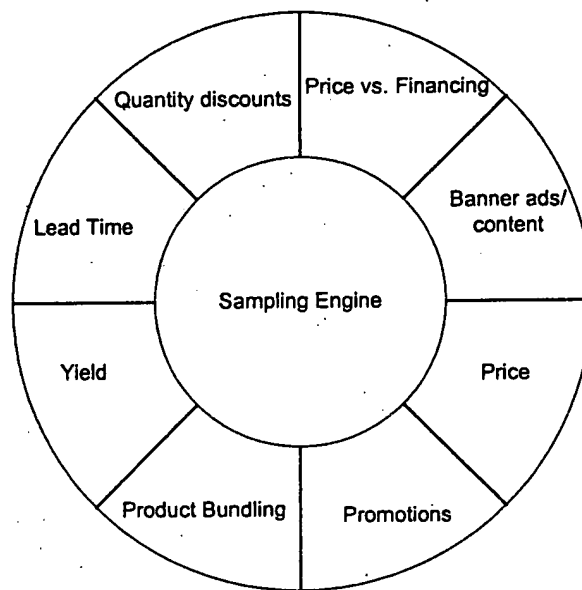 Quantity discounts
Price vs. Financing
Banner ads/
content
Lead Time
Sampling Engine
Yield
Price
Product Bundling
Promotions